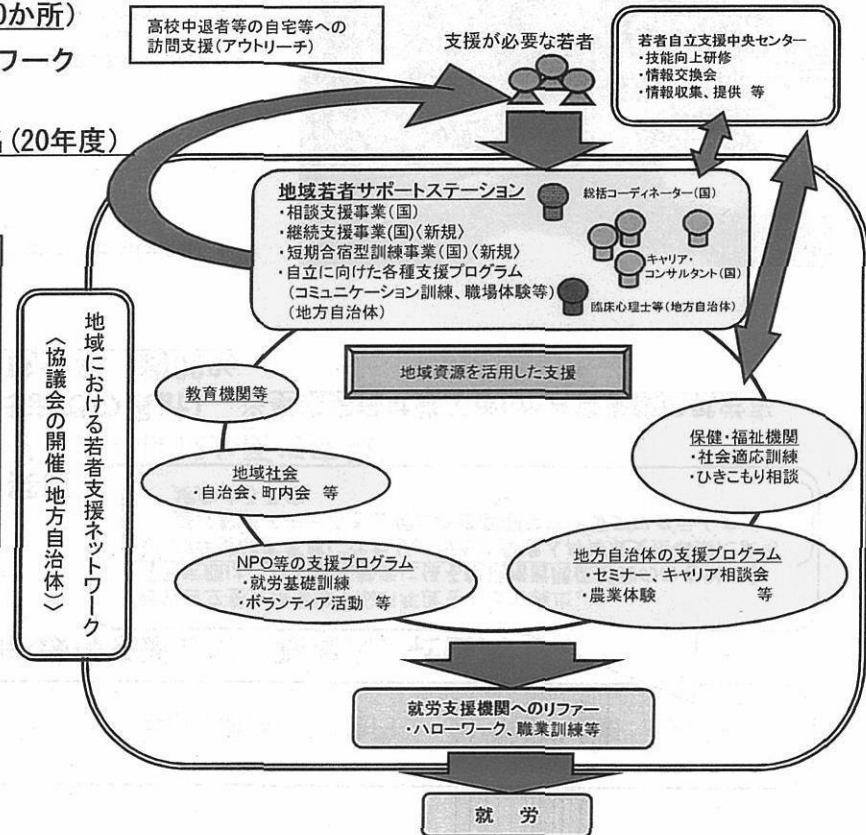 0か所）
ワーク
(20年度)
高校中退者等の自宅等への
訪問支援（アウトリーチ）
支援が必要な若者
若者自立支援中央センター
・技能向上研修
・情報交換会
・情報収集、提供 等
地域若者サポートステーション
・相談支援事業（国）
・継続支援事業（国）〈新規〉
・短期合宿型訓練事業（国）〈新規〉
・自立に向けた各種支援プログラム
（コミュニケーション訓練、職場体験等）
（地方自治体）
総括コーディネーター（国）
キャリア・
コンサルタント（国）
臨床心理士等（地方自治体）
地域における若者支援ネットワーク
〈協議会の開催（地方自治体）〉
地域資源を活用した支援
教育機関等
地域社会
・自治会、町内会 等
NPO等の支援プログラム
・就労基礎訓練
・ボランティア活動 等
保健・福祉機関
・社会適応訓練
・ひきこもり相談
地方自治体の支援プログラム
・セミナー、キャリア相談会
・農業体験 等
就労支援機関へのリファー
・ハローワーク、職業訓練等
就 労